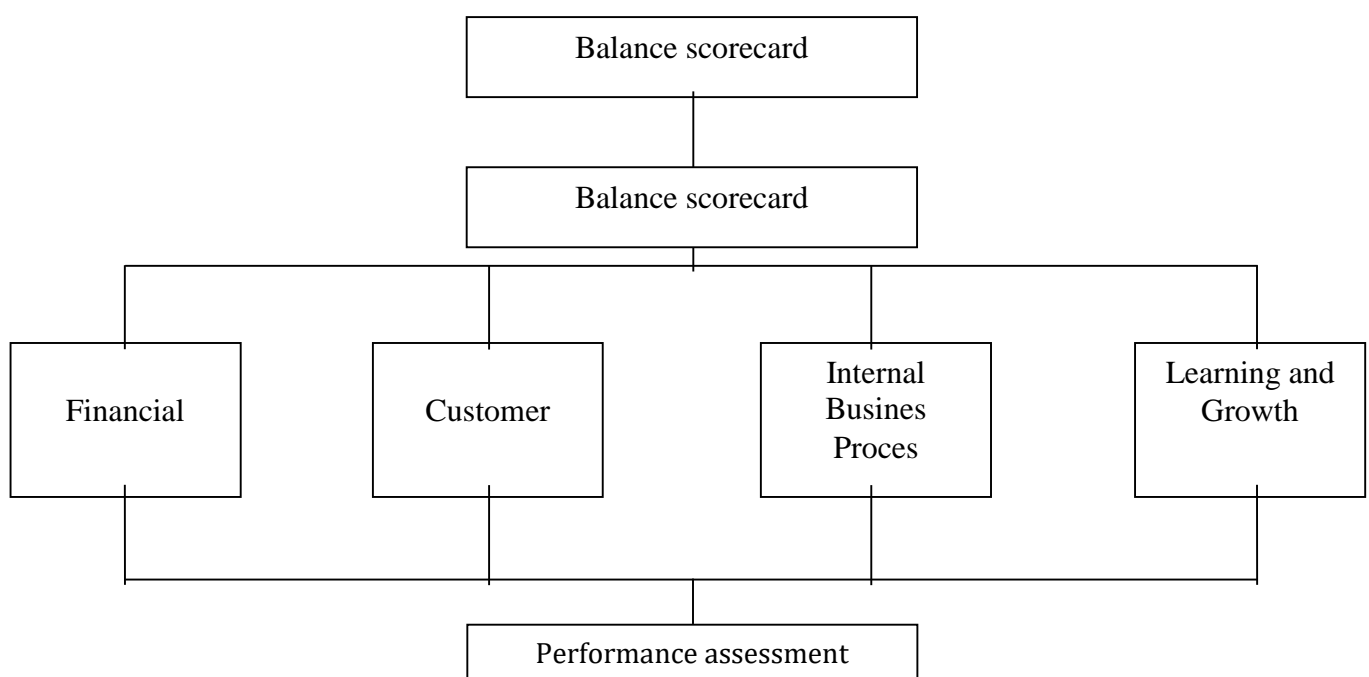 Balance scorecard
Balance scorecard
Financial
Customer
Internal
Busines
Proces
Learning and
Growth
Performance assessment